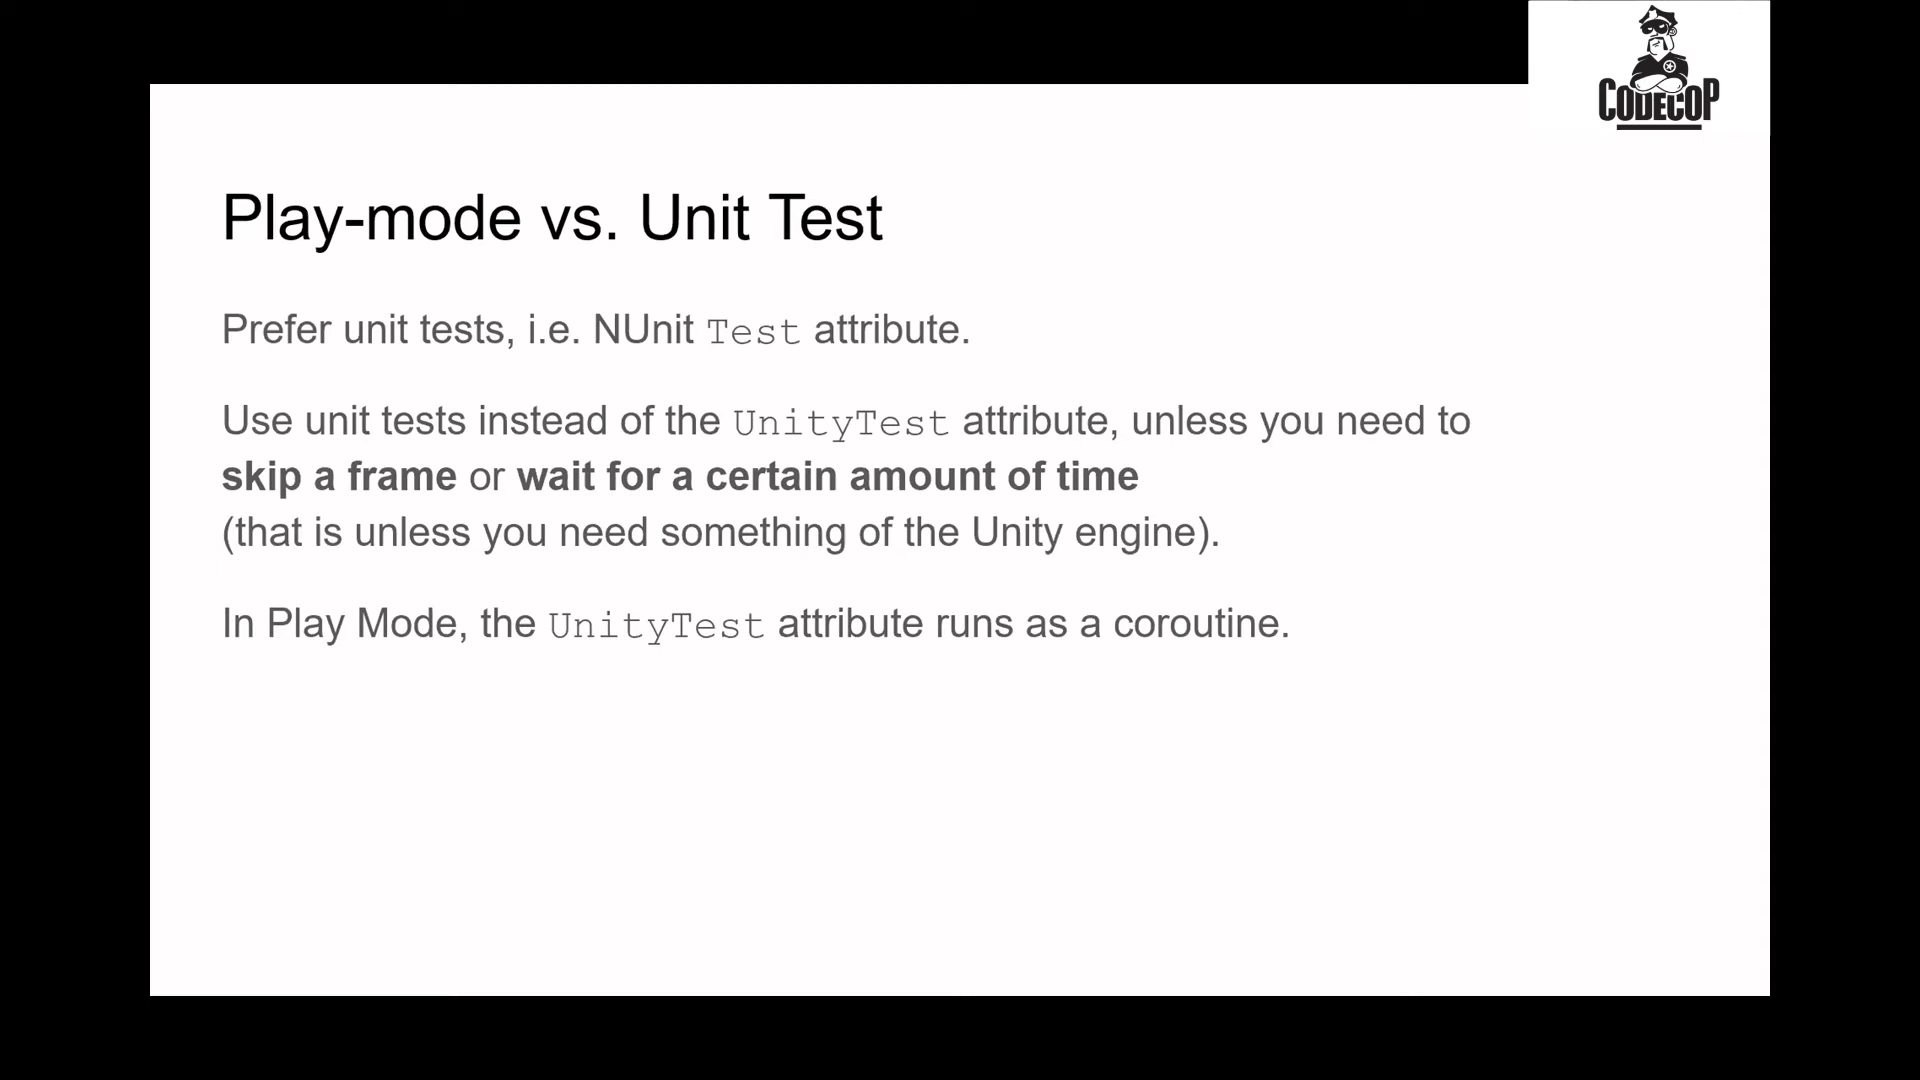 CODECOP
Play-mode vs. Unit Test
Prefer unit tests, i.e. NUnit Test attribute.
Use unit tests instead of the UnityTest attribute, unless you need to
skip a frame or wait for a certain amount of time
(that is unless you need something of the Unity engine).
In Play Mode, the UnityTest attribute runs as a coroutine.